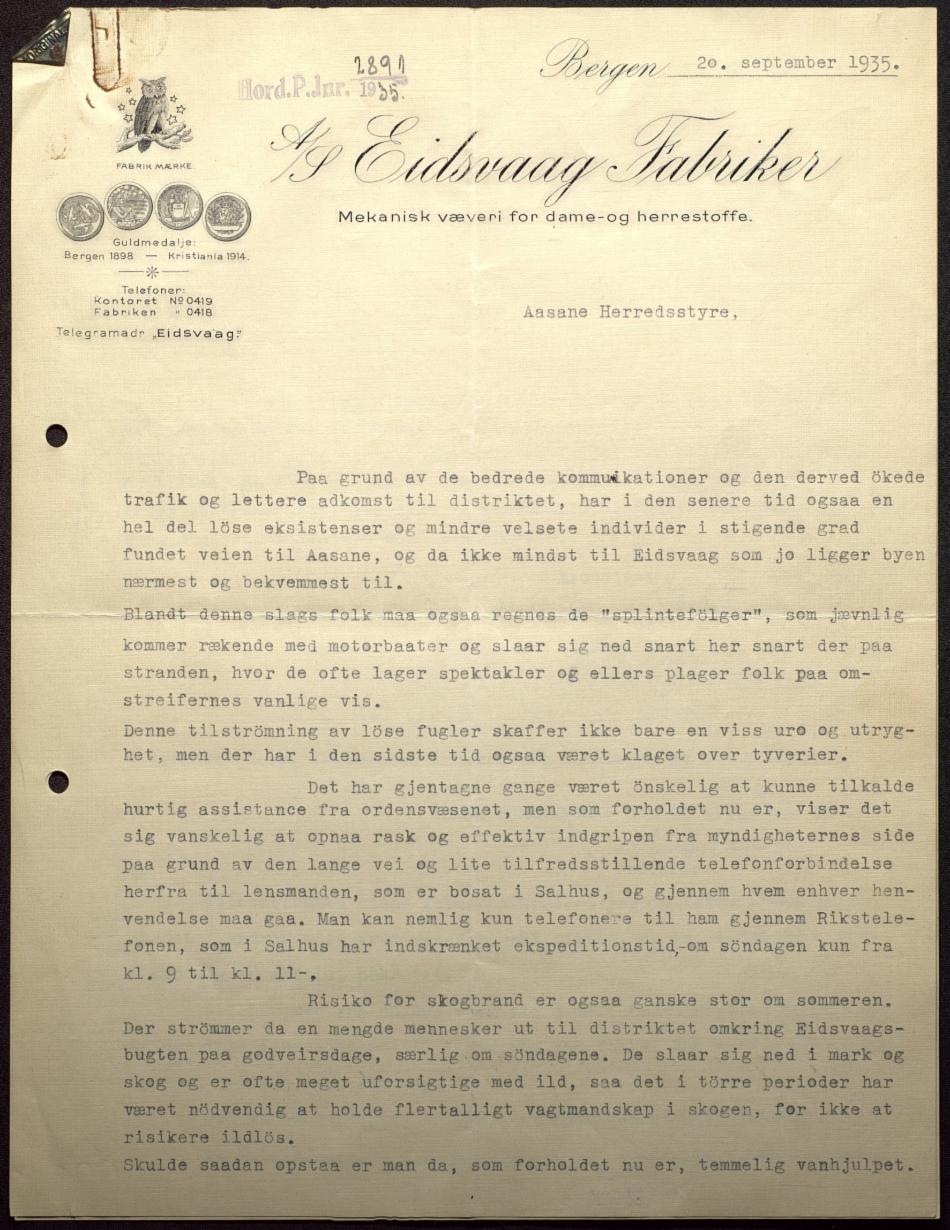 ORIGINAL
2891
Hord.P.Jnr. 1935.
Bergen 20. september 1935.
A/S Eidsvaag Fabriker
Mekanisk væveri for dame-og herrestoffe.
FABRIK MÆRKE
Guldmedalje:
Bergen 1898 — Kristiania 1914.
Telefoner:
Kontoret No 0419
Fabriken " 0418
Telegramadr „Eidsvaag"
Aasane Herredsstyre,
Paa grund av de bedrede kommuikationer og den derved ökede
trafik og lettere adkomst til distriktet, har i den senere tid ogsaa en
hel del löse eksistenser og mindre velsete individer i stigende grad
fundet veien til Aasane, og da ikke mindst til Eidsvaag som jo ligger byen
nærmest og bekvemmest til.
Blandt denne slags folk maa ogsaa regnes de "splintefölger", som jævnlig
kommer rækende med motorbaater og slaar sig ned snart her snart der paa
stranden, hvor de ofte lager spektakler og ellers plager folk paa om-
streifernes vanlige vis.
Denne tilströmning av löse fugler skaffer ikke bare en viss uro og utryg-
het, men der har i den sidste tid ogsaa været klaget over tyverier.
Det har gjentagne gange været önskelig at kunne tilkalde
hurtig assistance fra ordensvæsenet, men som forholdet nu er, viser det
sig vanskelig at opnaa rask og effektiv indgripen fra myndigheternes side
paa grund av den lange vei og lite tilfredsstillende telefonforbindelse
herfra til lensmanden, som er bosat i Salhus, og gjennem hvem enhver hen-
vendelse maa gaa. Man kan nemlig kun telefonere til ham gjennem Rikstele-
fonen, som i Salhus har indskrænket ekspeditionstid,-om söndagen kun fra
kl. 9 til kl. 11-.
Risiko for skogbrand er ogsaa ganske stor om sommeren.
Der strömmer da en mengde mennesker ut til distriktet omkring Eidsvaags-
bugten paa godveirsdage, særlig om söndagene. De slaar sig ned i mark og
skog og er ofte meget uforsigtige med ild, saa det i törre perioder har
været nödvendig at holde flertalligt vagtmandskap i skogen, for ikke at
risikere ildlös.
Skulde saadan opstaa er man da, som forholdet nu er, temmelig vanhjulpet.